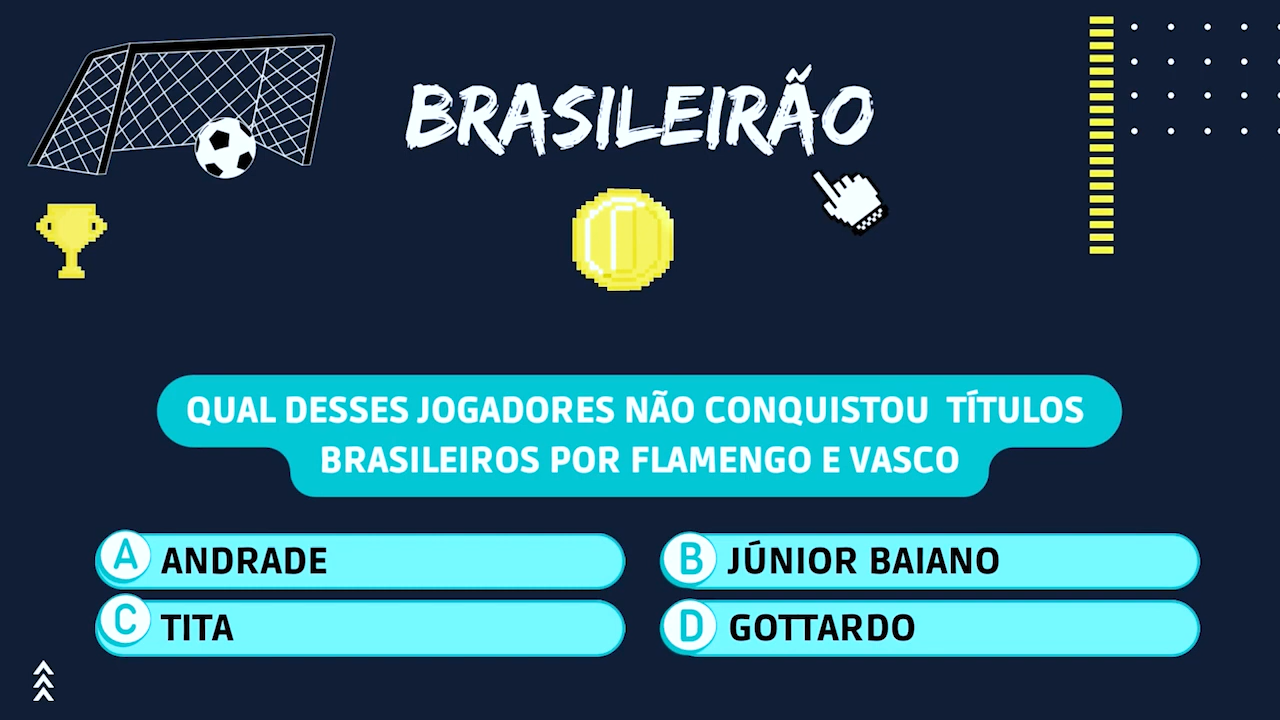 BRASILEIRÃO
QUAL DESSES JOGADORES NÃO CONQUISTOU TÍTULOS
BRASILEIROS POR FLAMENGO E VASCO
A ANDRADE
B JÚNIOR BAIANO
C TITA
D GOTTARDO